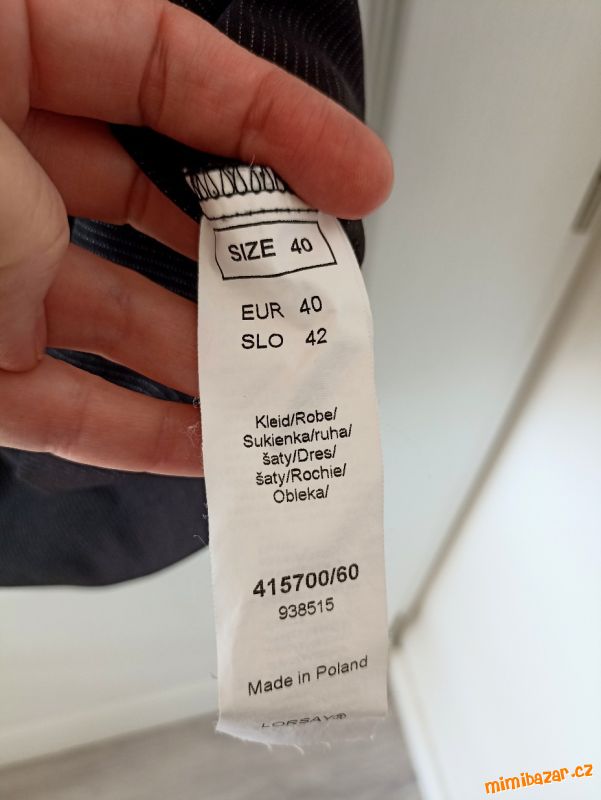 SIZE 40
EUR 40
SLO 42
Kleid/Robe/
Sukienka/ruha/
šaty/Dres/
šaty/Rochie/
Obleka/
415700/60
938515
Made in Poland
LORSAY®
mimibazar.cz